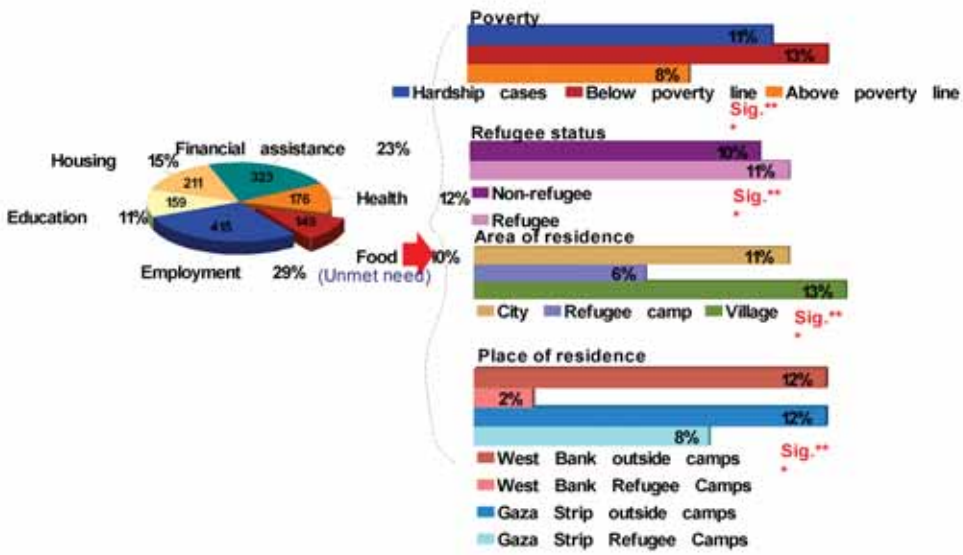 Poverty
11%
13%
8%
Hardship cases Below poverty line Above poverty line
Sig.**
*
Financial assistance 23%
Housing 15%
323
211
176
Health 12%
159
149
Education 11%
415
Food 10%
(Unmet need)
Employment 29%
Refugee status
10%
11%
Non-refugee
Sig.**
*
Refugee
Area of residence
11%
6%
13%
City Refugee camp Village
Sig.**
*
Place of residence
12%
2%
12%
8%
Sig.**
*
West Bank outside camps
West Bank Refugee Camps
Gaza Strip outside camps
Gaza Strip Refugee Camps